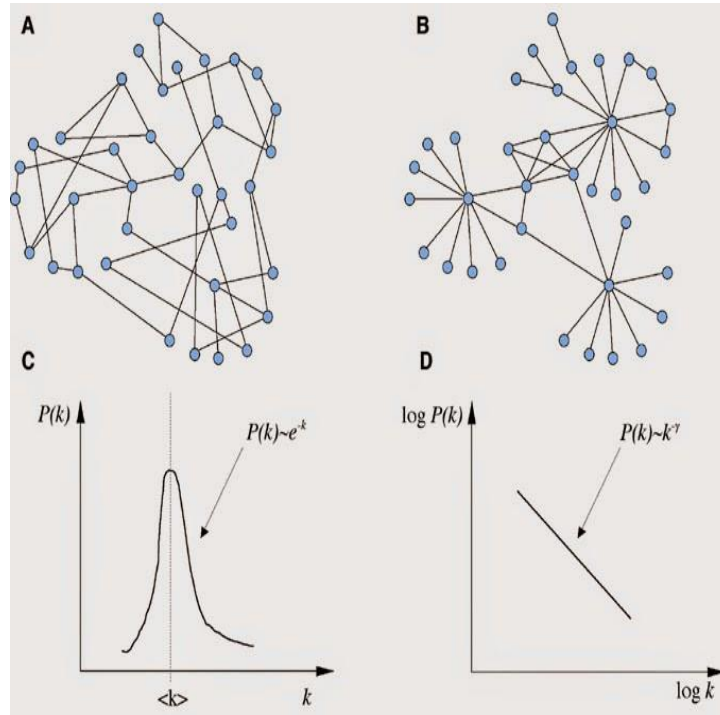 A
B
C
D
P(k)
P(k)~e^-k
<k>
k
log P(k)
P(k)~k^-γ
log k